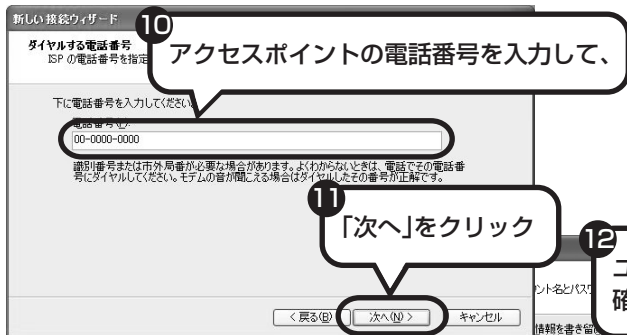 新しい接続ウィザード
10
アクセスポイントの電話番号を入力して、
ダイヤルする電話番号
ISP の電話番号を指定
下に電話番号を入力してください
電話番号(P):
00-0000-0000
識別番号または市外局番が必要な場合があります。よくわからないときは、電話でその電話番
号にダイヤルしてください。モデムの音が聞こえる場合はダイヤルしたその番号が正解です。
11
「次へ」をクリック
12
確
ント名とパスワ
情報を書き留
< 戻る(B)
次へ(N) >
キャンセル